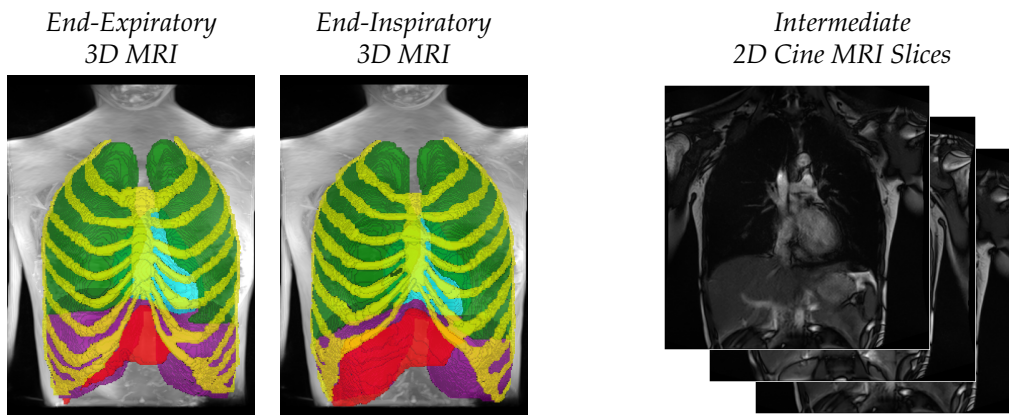 End-Expiratory
3D MRI
End-Inspiratory
3D MRI
Intermediate
2D Cine MRI Slices